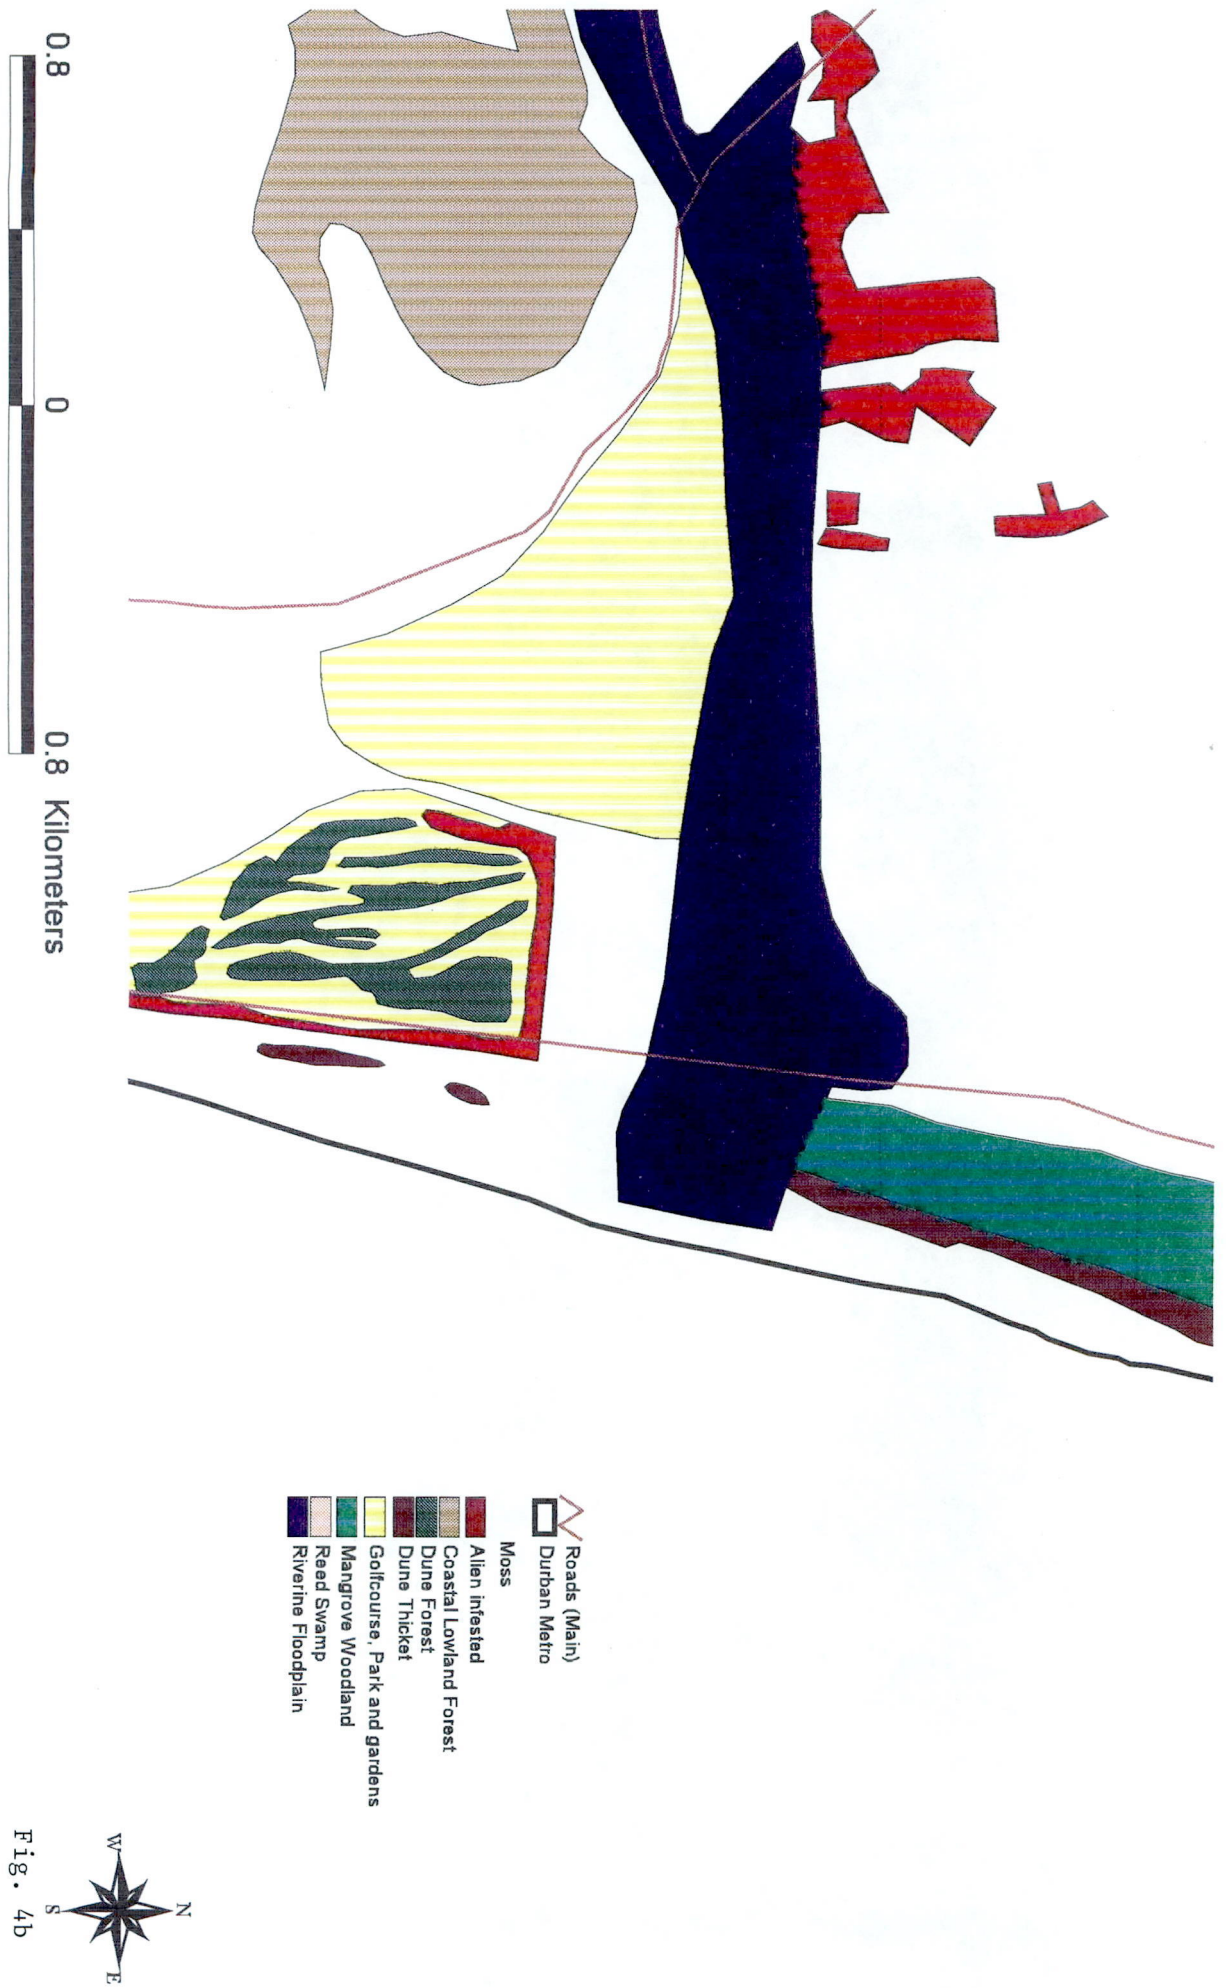 0.8 0 0.8 Kilometers
Roads (Main)
Durban Metro
Moss
Alien infested
Coastal Lowland Forest
Dune Forest
Dune Thicket
Golfcourse, Park and gardens
Mangrove Woodland
Reed Swamp
Riverine Floodplain
N
W
E
S
Fig. 4b